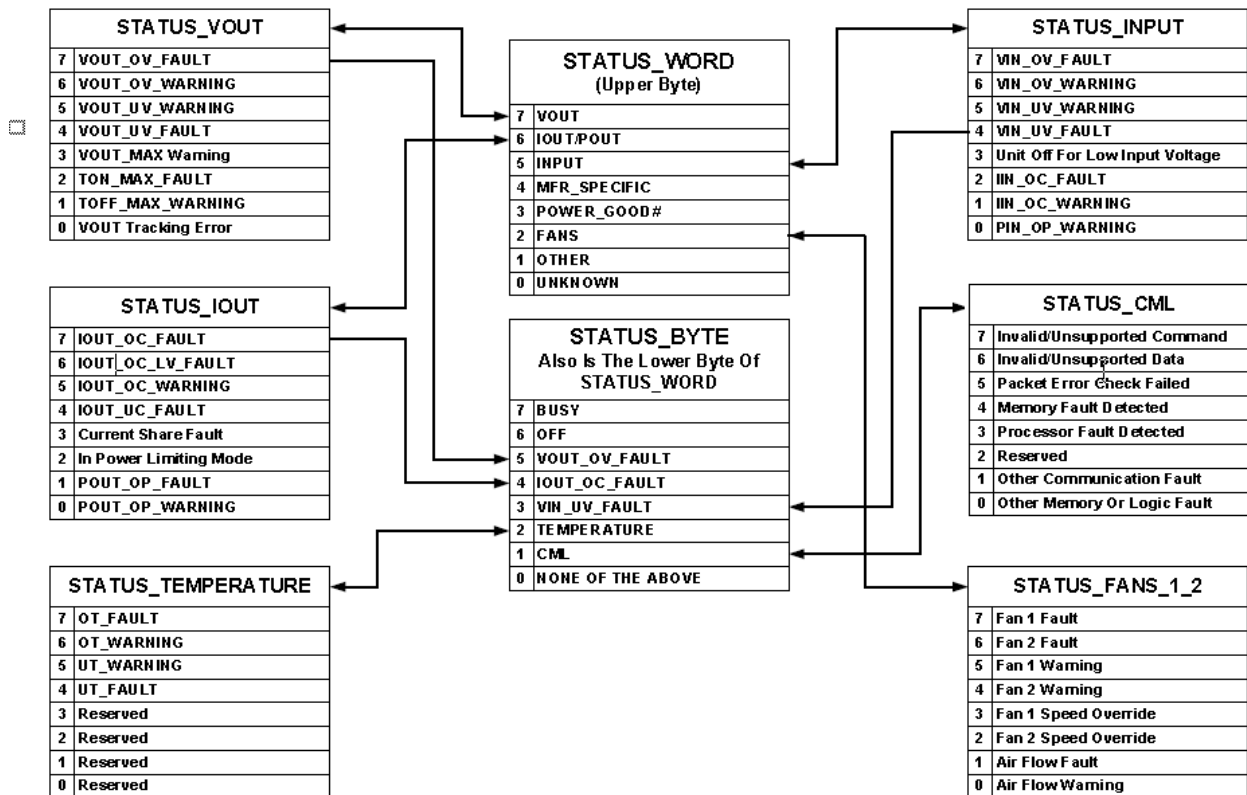 STATUS_VOUT
7 VOUT_OV_FAULT
6 VOUT_OV_WARNING
5 VOUT_UV_WARNING
4 VOUT_UV_FAULT
3 VOUT_MAX Warning
2 TON_MAX_FAULT
1 TOFF_MAX_WARNING
0 VOUT Tracking Error
STATUS_IOUT
7 IOUT_OC_FAULT
6 IOUT_OC_LV_FAULT
5 IOUT_OC_WARNING
4 IOUT_UC_FAULT
3 Current Share Fault
2 In Power Limiting Mode
1 POUT_OP_FAULT
0 POUT_OP_WARNING
STATUS_TEMPERATURE
7 OT_FAULT
6 OT_WARNING
5 UT_WARNING
4 UT_FAULT
3 Reserved
2 Reserved
1 Reserved
0 Reserved
STATUS_WORD
(Upper Byte)
7 VOUT
6 IOUT/POUT
5 INPUT
4 MFR_SPECIFIC
3 POWER_GOOD#
2 FANS
1 OTHER
0 UNKNOWN
STATUS_BYTE
Also Is The Lower Byte Of
STATUS_WORD
7 BUSY
6 OFF
5 VOUT_OV_FAULT
4 IOUT_OC_FAULT
3 VIN_UV_FAULT
2 TEMPERATURE
1 CML
0 NONE OF THE ABOVE
STATUS_INPUT
7 VIN_OV_FAULT
6 VIN_OV_WARNING
5 VIN_UV_WARNING
4 VIN_UV_FAULT
3 Unit Off For Low Input Voltage
2 IIN_OC_FAULT
1 IIN_OC_WARNING
0 PIN_OP_WARNING
STATUS_CML
7 Invalid/Unsupported Command
6 Invalid/Unsupported Data
5 Packet Error Check Failed
4 Memory Fault Detected
3 Processor Fault Detected
2 Reserved
1 Other Communication Fault
0 Other Memory Or Logic Fault
STATUS_FANS_1_2
7 Fan 1 Fault
6 Fan 2 Fault
5 Fan 1 Warning
4 Fan 2 Warning
3 Fan 1 Speed Override
2 Fan 2 Speed Override
1 Air Flow Fault
0 Air Flow Warning